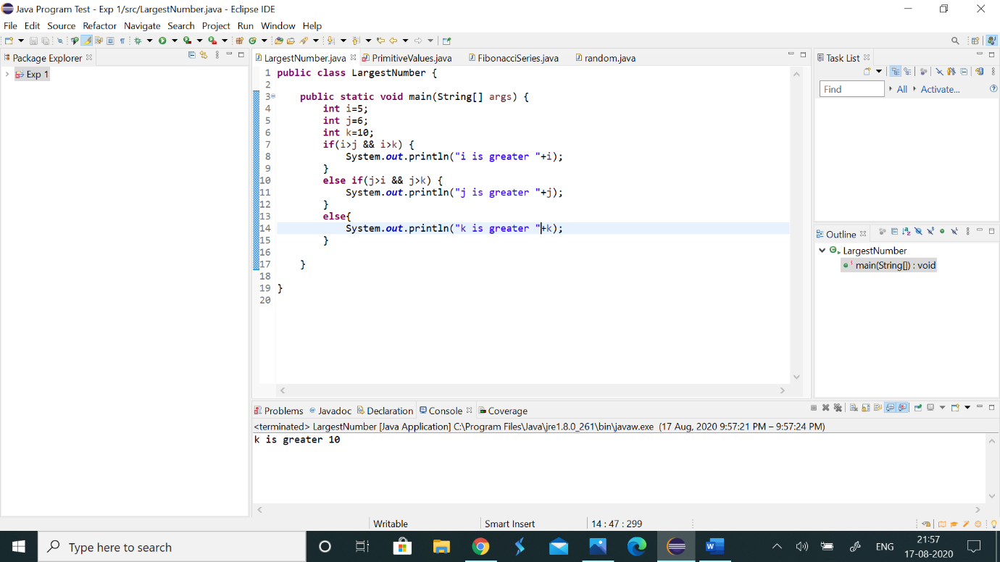 Java Program Test - Exp 1/src/LargestNumber.java - Eclipse IDE
File Edit Source Refactor Navigate Search Project Run Window Help
Package Explorer
Exp 1
LargestNumber.java PrimitiveValues.java FibonacciSeries.java random.java
1 public class LargestNumber {
2
3 public static void main(String[] args) {
4 int i=5;
5 int j=6;
6 int k=10;
7 if(i>j && i>k) {
8 System.out.println("i is greater "+i);
9 }
10 else if(j>i && j>k) {
11 System.out.println("j is greater "+j);
12 }
13 else{
14 System.out.println("k is greater "+k);
15 }
16
17 }
18
19 }
20
Task List
Find All Activate...
Outline
LargestNumber
main(String[]) : void
Problems Javadoc Declaration Console Coverage
<terminated> LargestNumber [Java Application] C:\Program Files\Java\jre1.8.0_261\bin\javaw.exe (17 Aug, 2020 9:57:21 PM – 9:57:24 PM)
k is greater 10
Writable Smart Insert 14 : 47 : 299
Type here to search
ENG
21:57
17-08-2020